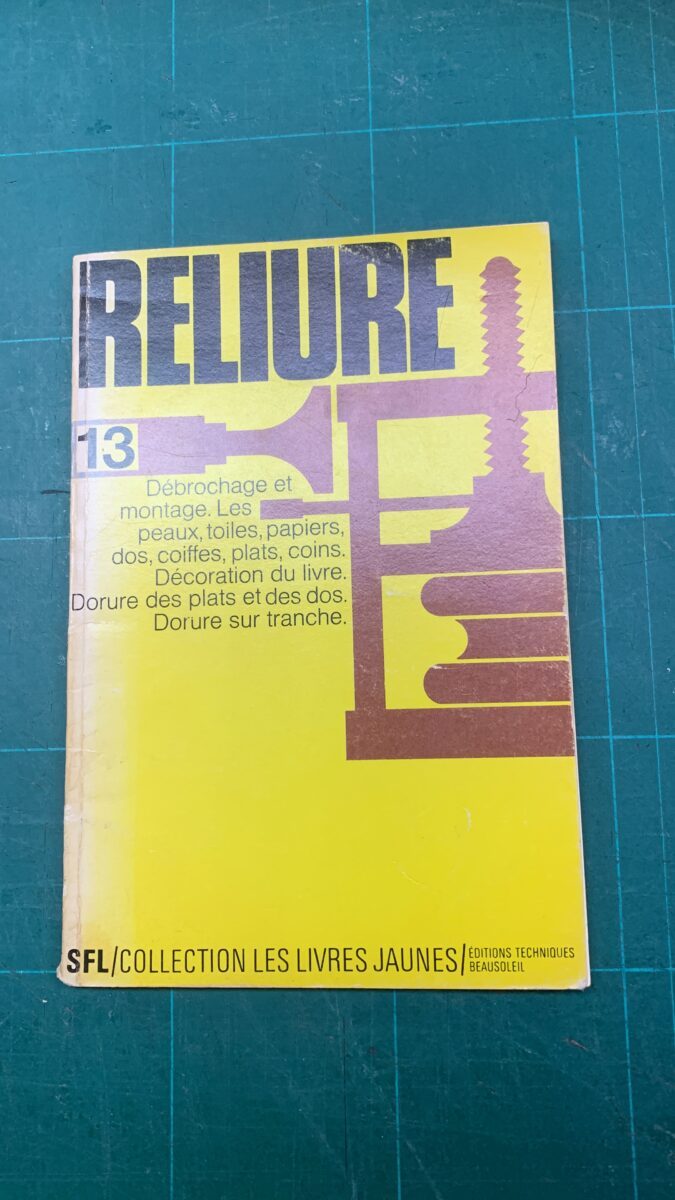 RELIURE
13
Débrochage et
montage. Les
peaux, toiles, papiers,
dos, coiffes, plats, coins.
Décoration du livre.
Dorure des plats et des dos.
Dorure sur tranche.
SFL/COLLECTION LES LIVRES JAUNES/ÉDITIONS TECHNIQUES
BEAUSOLEIL